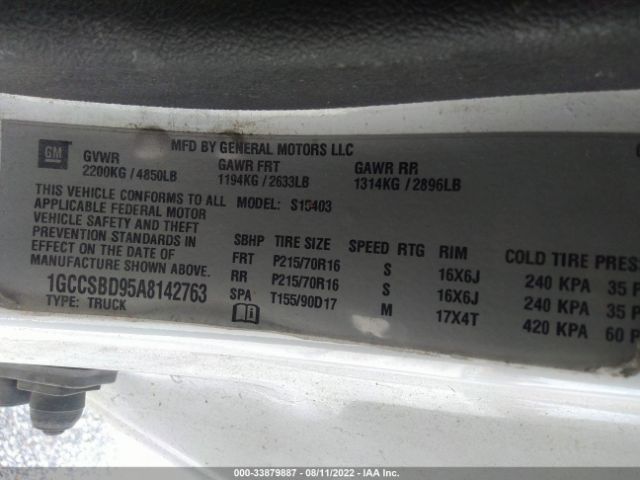 MFD BY GENERAL MOTORS LLC
GM GVWR GAWR FRT GAWR RR
2200KG / 4850LB 1194KG / 2633LB 1314KG / 2896LB
THIS VEHICLE CONFORMS TO ALL MODEL: S15403
APPLICABLE FEDERAL MOTOR
VEHICLE SAFETY AND THEFT
PREVENTION STANDARDS IN
EFFECT ON THE DATE OF
MANUFACTURE SHOWN ABOVE.
1GCCSBD95A8142763
TYPE: TRUCK
SBHP TIRE SIZE SPEED RTG RIM COLD TIRE PRES
FRT P215/70R16 S 16X6J 240 KPA 35 P
RR P215/70R16 S 16X6J 240 KPA 35 P
SPA T155/90D17 M 17X4T 420 KPA 60 P
000-33879887 - 08/11/2022 - IAA Inc.